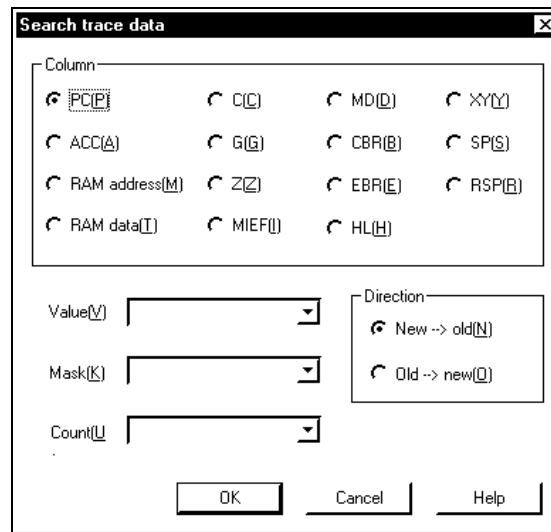 Search trace data
Column
PC(P) C(C) MD(D) XY(Y)
ACC(A) G(G) CBR(B) SP(S)
RAM address(M) Z(Z) EBR(E) RSP(R)
RAM data(T) MIEF(I) HL(H)
Value(V)
Direction
New --> old(N)
Mask(K)
Old --> new(O)
Count(U
OK Cancel Help